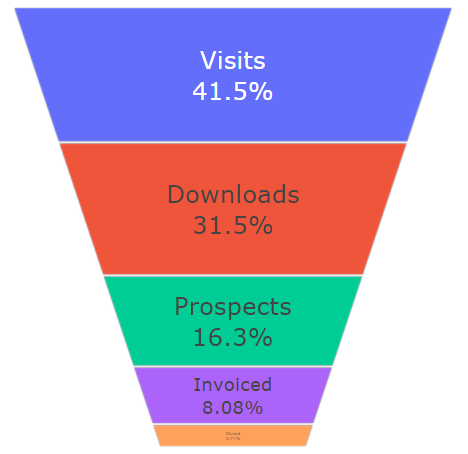 Visits
41.5%
Downloads
31.5%
Prospects
16.3%
Invoiced
8.08%